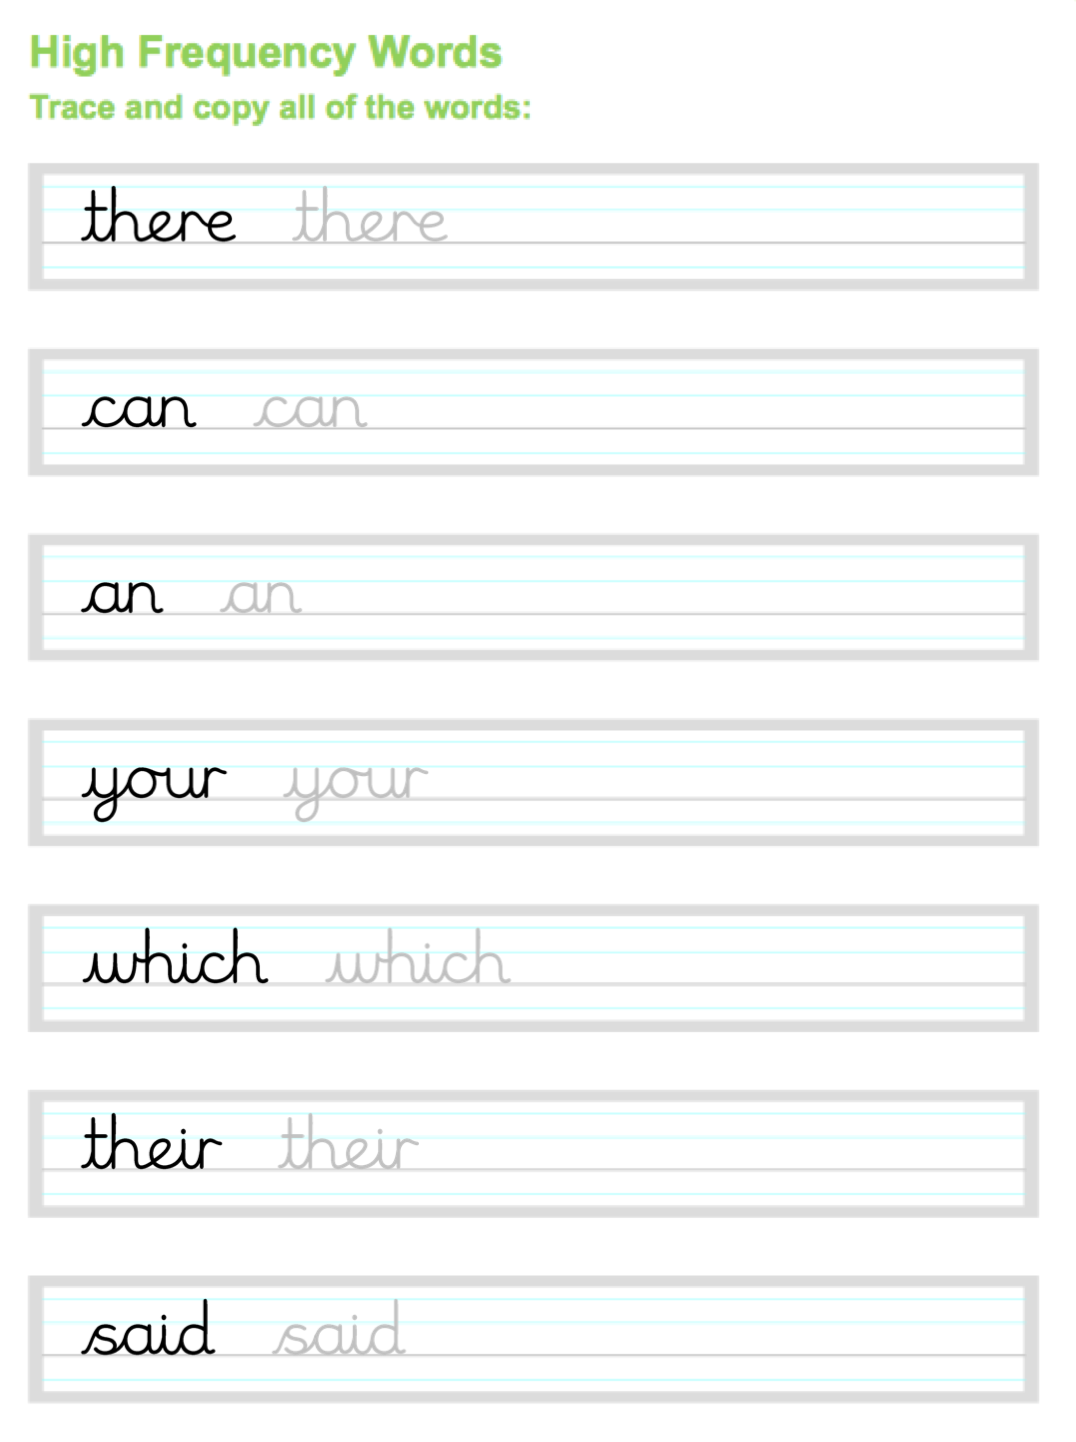 High Frequency Words
Trace and copy all of the words:
there there
can can
an an
your your
which which
their their
said said